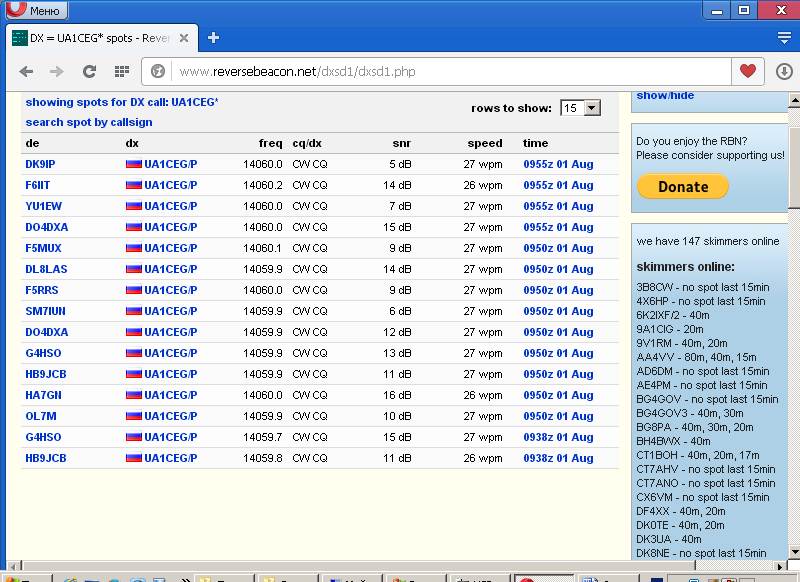 Меню
DX = UA1CEG* spots - Rever
www.reversebeacon.net/dxsd1/dxsd1.php
showing spots for DX call: UA1CEG*
rows to show: 15
search spot by callsign
de dx freq cq/dx snr speed time
DK9IP UA1CEG/P 14060.0 CW CQ 5 dB 27 wpm 0955z 01 Aug
F6IIT UA1CEG/P 14060.2 CW CQ 14 dB 26 wpm 0955z 01 Aug
YU1EW UA1CEG/P 14060.0 CW CQ 7 dB 27 wpm 0955z 01 Aug
DO4DXA UA1CEG/P 14060.0 CW CQ 15 dB 27 wpm 0955z 01 Aug
F5MUX UA1CEG/P 14060.1 CW CQ 9 dB 27 wpm 0950z 01 Aug
DL8LAS UA1CEG/P 14059.9 CW CQ 14 dB 27 wpm 0950z 01 Aug
F5RRS UA1CEG/P 14060.0 CW CQ 9 dB 27 wpm 0950z 01 Aug
SM7IUN UA1CEG/P 14059.9 CW CQ 6 dB 27 wpm 0950z 01 Aug
DO4DXA UA1CEG/P 14059.9 CW CQ 12 dB 27 wpm 0950z 01 Aug
G4HSO UA1CEG/P 14059.9 CW CQ 13 dB 27 wpm 0950z 01 Aug
HB9JCB UA1CEG/P 14059.9 CW CQ 11 dB 27 wpm 0950z 01 Aug
HA7GN UA1CEG/P 14060.0 CW CQ 16 dB 26 wpm 0950z 01 Aug
OL7M UA1CEG/P 14059.9 CW CQ 10 dB 27 wpm 0950z 01 Aug
G4HSO UA1CEG/P 14059.7 CW CQ 15 dB 27 wpm 0938z 01 Aug
HB9JCB UA1CEG/P 14059.8 CW CQ 11 dB 26 wpm 0938z 01 Aug
show/hide
Do you enjoy the RBN?
Please consider supporting us!
Donate
we have 147 skimmers online
skimmers online:
3B8CW - no spot last 15min
4X6HP - no spot last 15min
6K2IXF/2 - 40m
9A1CIG - 20m
9V1RM - 40m, 20m
AA4VV - 80m, 40m, 15m
AD6DM - no spot last 15min
AE4PM - no spot last 15min
BG4GOV - no spot last 15min
BG4GOV3 - 40m, 30m
BG8PA - 40m, 30m, 20m
BH4BWX - 40m
CT1BOH - 40m, 20m, 17m
CT7AHV - no spot last 15min
CT7ANO - no spot last 15min
CX6VM - no spot last 15min
DF4XX - 40m, 20m
DK0TE - 40m, 20m
DK3UA - 40m
DK8NE - no spot last 15min